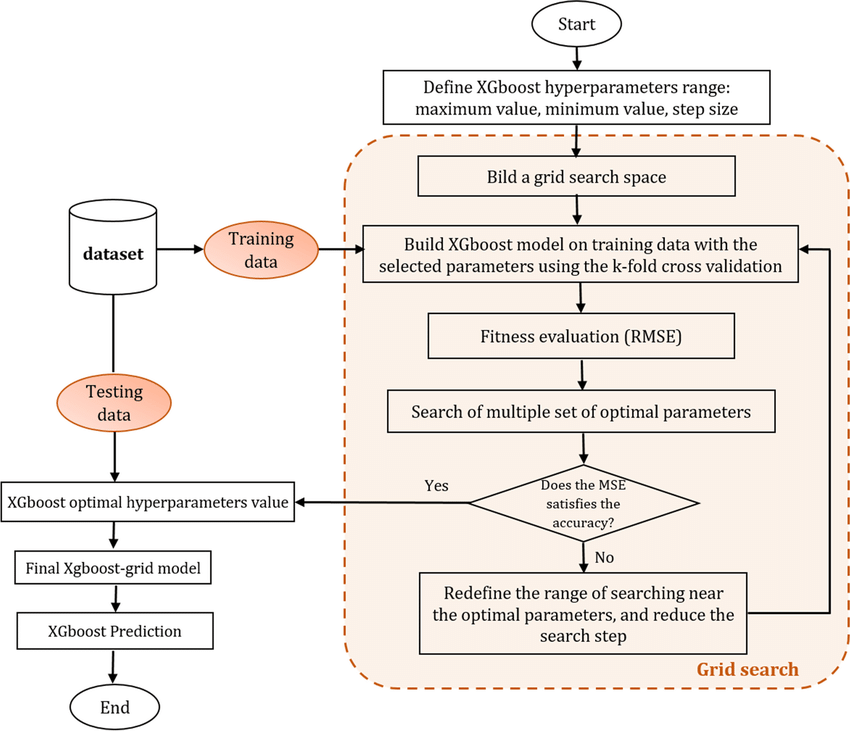 Start
Define XGboost hyperparameters range:
maximum value, minimum value, step size
Bild a grid search space
dataset
Training
data
Build XGboost model on training data with the
selected parameters using the k-fold cross validation
Fitness evaluation (RMSE)
Testing
data
Search of multiple set of optimal parameters
Does the MSE
satisfies the
accuracy?
Yes
No
XGboost optimal hyperparameters value
Final Xgboost-grid model
XGboost Prediction
End
Redefine the range of searching near
the optimal parameters, and reduce the
search step
Grid search